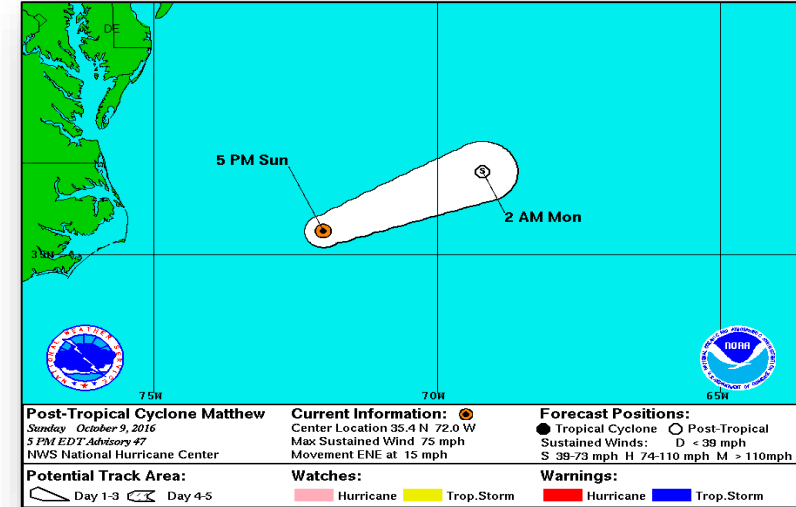 DE
5 PM Sun
S
2 AM Mon
35N
NATIONAL WEATHER SERVICE
NOAA
75W
70W
65W
Post-Tropical Cyclone Matthew
Sunday October 9, 2016
5 PM EDT Advisory 47
NWS National Hurricane Center
Current Information:
Center Location 35.4 N 72.0 W
Max Sustained Wind 75 mph
Movement ENE at 15 mph
Forecast Positions:
Tropical Cyclone Post-Tropical
Sustained Winds: D < 39 mph
S 39-73 mph H 74-110 mph M > 110mph
Potential Track Area:
Day 1-3 Day 4-5
Watches:
Hurricane Trop.Storm
Warnings:
Hurricane Trop.Storm